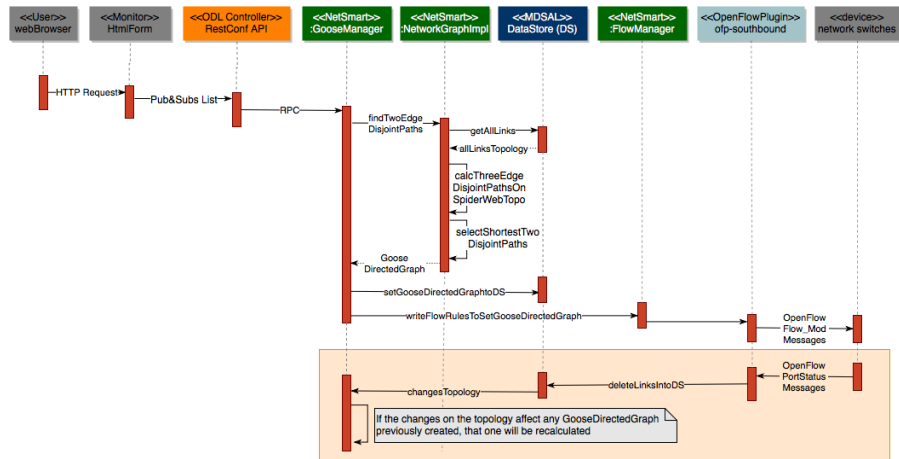 <<User>>
webBrowser
<<Monitor>>
HtmlForm
<<ODL Controller>>
RestConf API
<<NetSmart>>
:GooseManager
<<NetSmart>>
:NetworkGraphImpl
<<MDSAL>>
DataStore (DS)
<<NetSmart>>
:FlowManager
<<OpenFlowPlugin>>
ofp-southbound
<<device>>
network switches
HTTP Request
Pub&Subs List
RPC
findTwoEdge
DisjointPaths
getAllLinks
allLinksTopology
calcThreeEdge
DisjointPathsOn
SpiderWebTopo
selectShortestTwo
DisjointPaths
Goose
DirectedGraph
setGooseDirectedGraphtoDS
writeFlowRulesToSetGooseDirectedGraph
OpenFlow
Flow_Mod
Messages
OpenFlow
PortStatus
Messages
deleteLinksIntoDS
changesTopology
If the changes on the topology affect any GooseDirectedGraph
previously created, that one will be recalculated